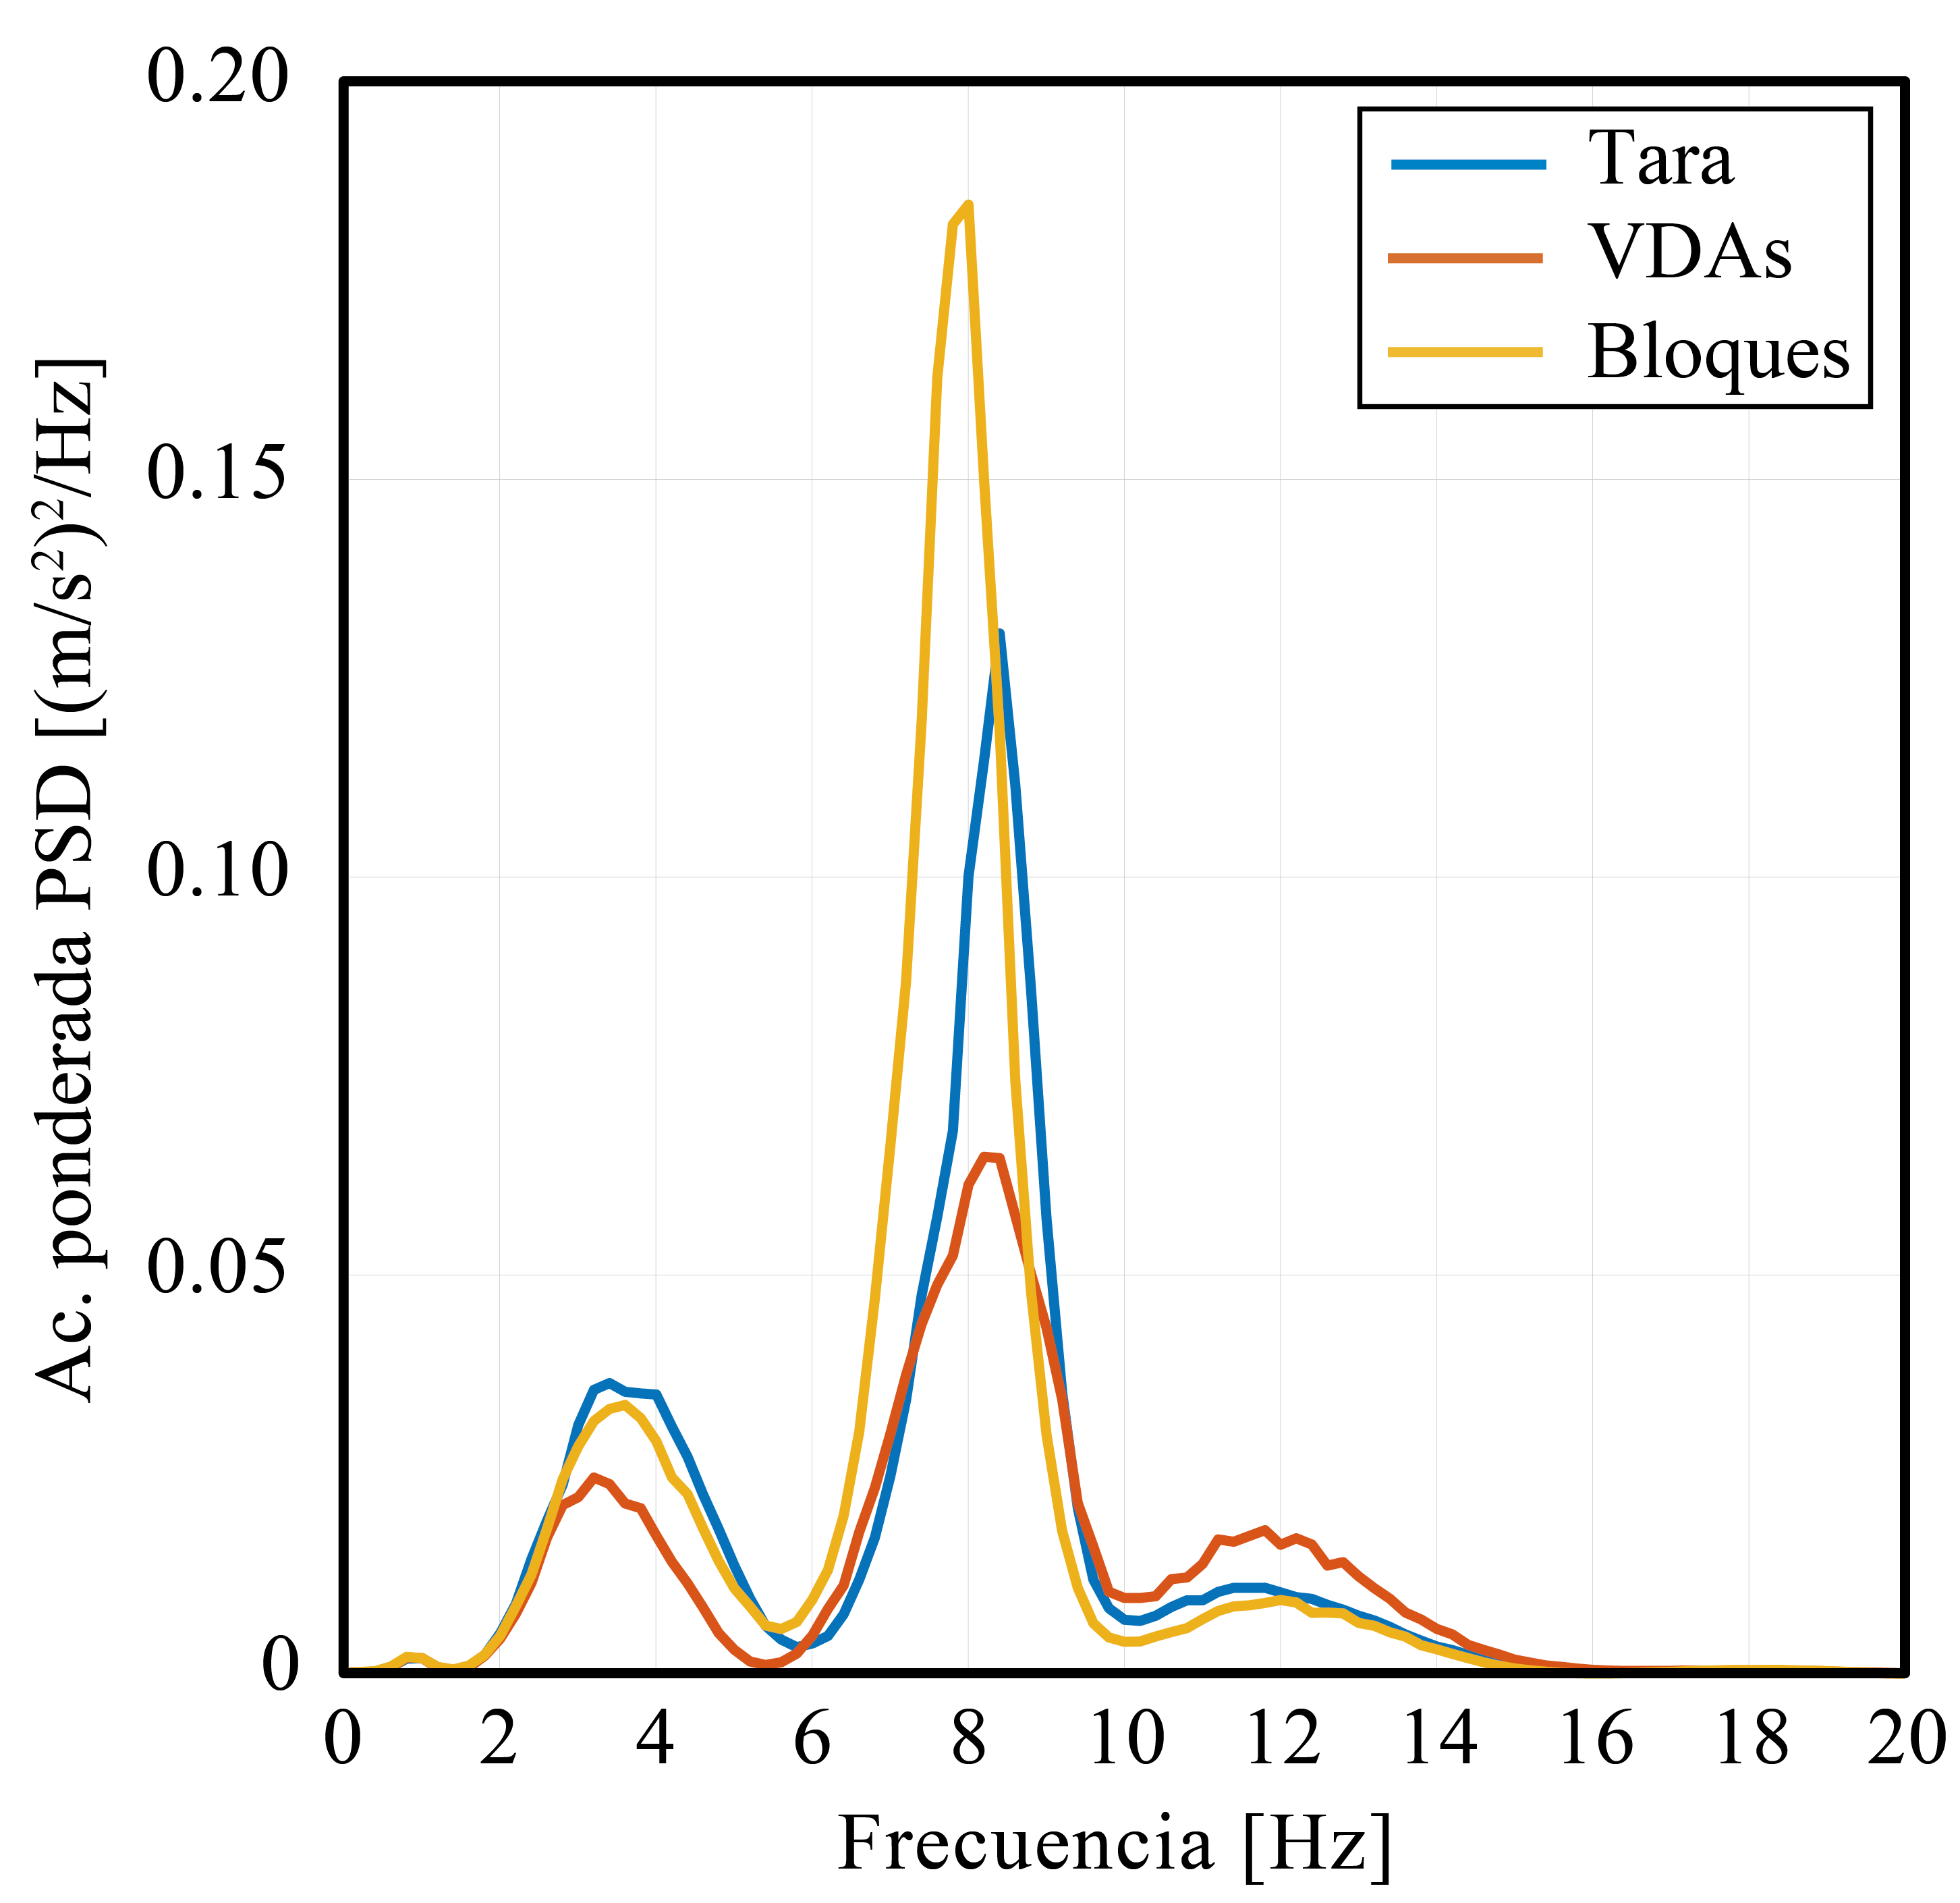 Ac. ponderada PSD [(m/s²)²/Hz]
0.20
0.15
0.10
0.05
0
Tara
VDAs
Bloques
0 2 4 6 8 10 12 14 16 18 20
Frecuencia [Hz]